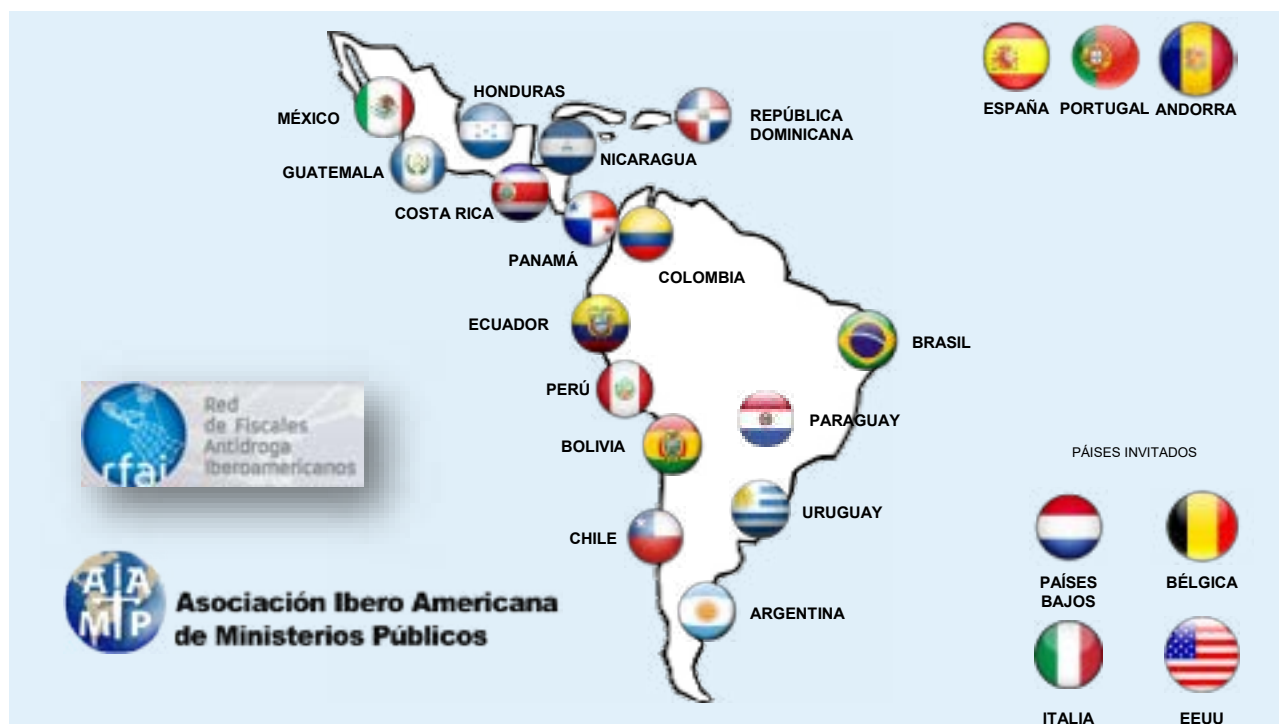 HONDURAS
MÉXICO
REPÚBLICA
DOMINICANA
NICARAGUA
GUATEMALA
COSTA RICA
PANAMÁ
COLOMBIA
ECUADOR
BRASIL
PERÚ
PARAGUAY
BOLIVIA
URUGUAY
CHILE
ARGENTINA
ESPAÑA
PORTUGAL
ANDORRA
rfai
Red
de Fiscales
Antidroga
Iberoamericanos
AIAMP
Asociación Ibero Americana
de Ministerios Públicos
PÁISES INVITADOS
PAÍSES
BAJOS
BÉLGICA
ITALIA
EEUU